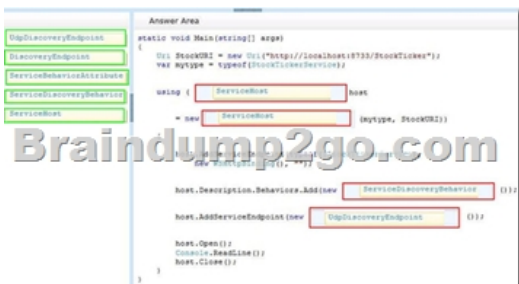 Answer Area
UdpDiscoveryEndpoint
DiscoveryEndpoint
ServiceBehaviorAttribute
ServiceDiscoveryBehavior
ServiceHost
static void Main(string[] args)
{
Uri StockURI = new Uri("http://localhost:8733/StockTicker");
var mytype = typeof(StockTickerService);
using ( ServiceHost host
= new ServiceHost (mytype, StockURI))
Braindump2go.com
"");
host.Description.Behaviors.Add(new ServiceDiscoveryBehavior ());
host.AddServiceEndpoint(new UdpDiscoveryEndpoint ());
host.Open();
Console.ReadLine();
host.Close();
}
}